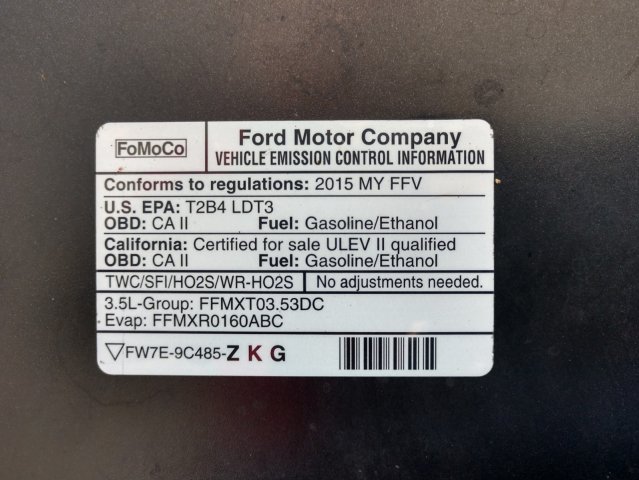 FoMoCo
Ford Motor Company
VEHICLE EMISSION CONTROL INFORMATION
Conforms to regulations: 2015 MY FFV
U.S. EPA: T2B4 LDT3
OBD: CA II Fuel: Gasoline/Ethanol
California: Certified for sale ULEV II qualified
OBD: CA II Fuel: Gasoline/Ethanol
TWC/SFI/HO2S/WR-HO2S No adjustments needed.
3.5L-Group: FFMXT03.53DC
Evap: FFMXR0160ABC
▽FW7E-9C485-Z K G